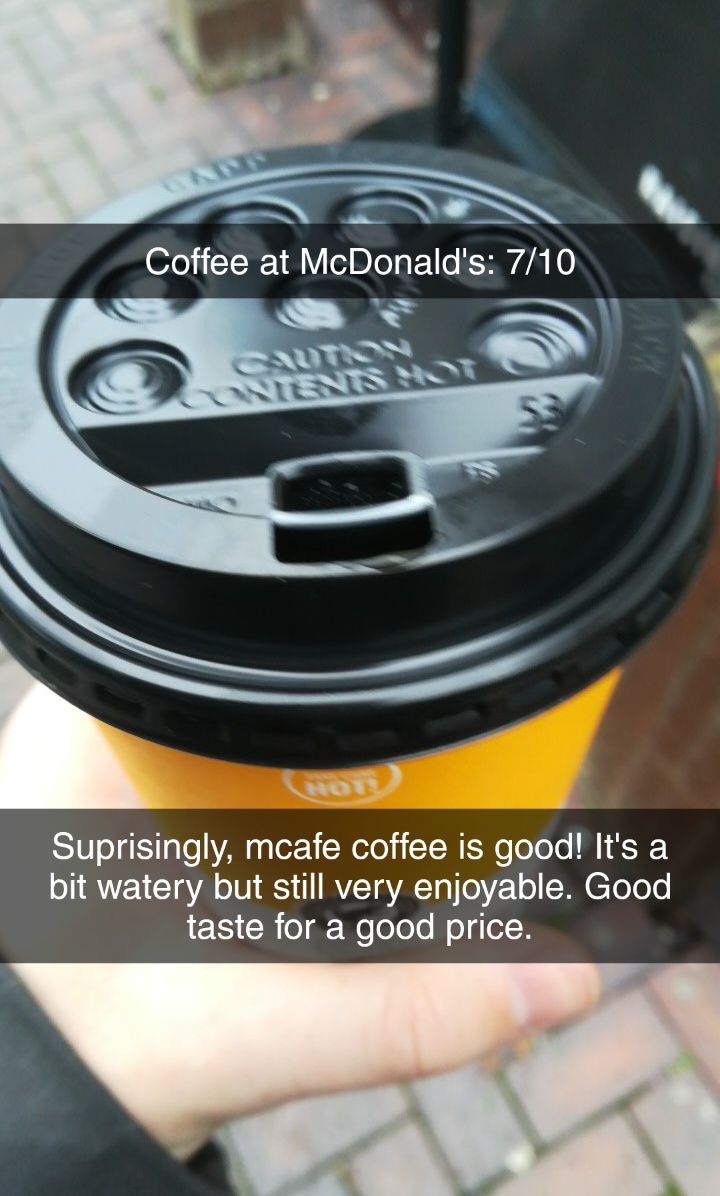 Coffee at McDonald's: 7/10
CAUTION
CONTENTS HOT
53
Suprisingly, mcafe coffee is good! It's a
bit watery but still very enjoyable. Good
taste for a good price.
HOT!